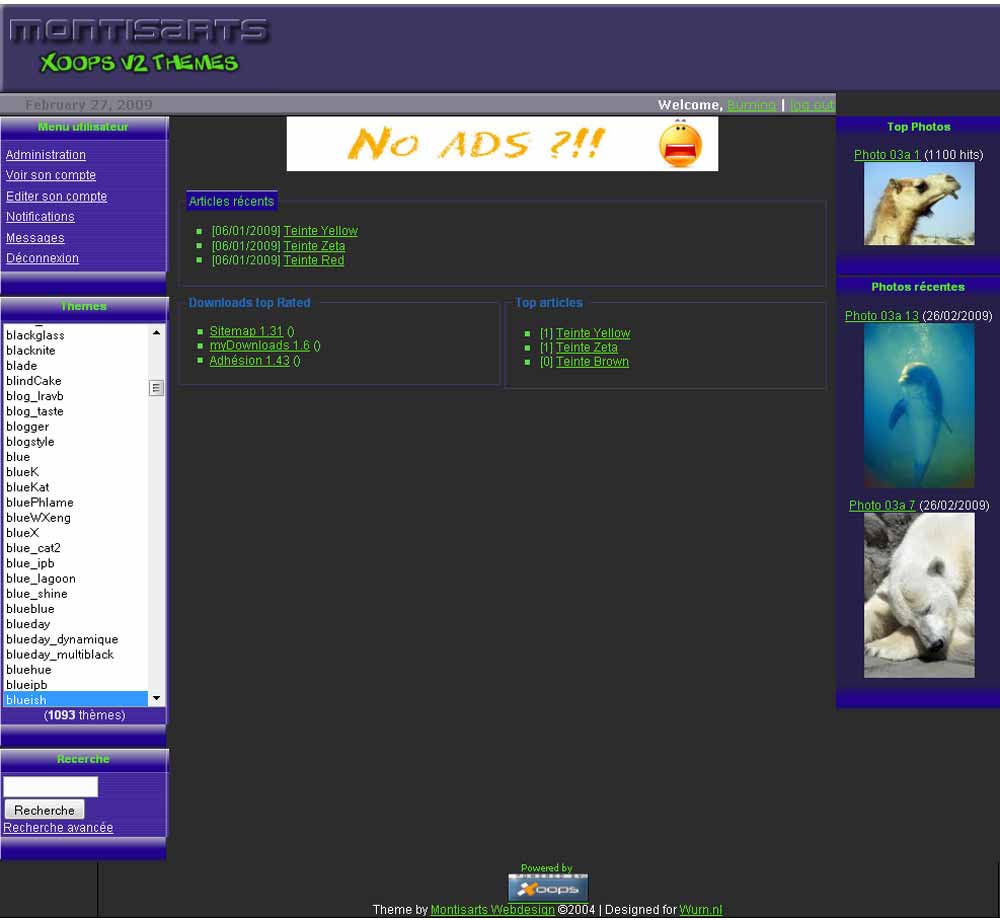 MONTISARTS
XOOPS V2 THEMES
February 27, 2009
Welcome, Burning | log out
Menu utilisateur
Administration
Voir son compte
Editer son compte
Notifications
Messages
Déconnexion
Themes
blackglass
blacknite
blade
blindCake
blog_lravb
blog_taste
blogger
blogstyle
blue
blueK
blueKat
bluePhlame
blueWXeng
blueX
blue_cat2
blue_ipb
blue_lagoon
blue_shine
blueblue
blueday
blueday_dynamique
blueday_multiblack
bluehue
blueipb
blueish
(1093 thèmes)
Recerche
Recherche
Recherche avancée
No ADS ?!!
Articles récents
[06/01/2009] Teinte Yellow
[06/01/2009] Teinte Zeta
[06/01/2009] Teinte Red
Downloads top Rated
Sitemap 1.31 ()
myDownloads 1.6 ()
Adhésion 1.43 ()
Top articles
[1] Teinte Yellow
[1] Teinte Zeta
[0] Teinte Brown
Top Photos
Photo 03a 1 (1100 hits)
Photos récentes
Photo 03a 13 (26/02/2009)
Photo 03a 7 (26/02/2009)
Powered by
Xoops
Theme by Montisarts Webdesign ©2004 | Designed for Wurn.nl